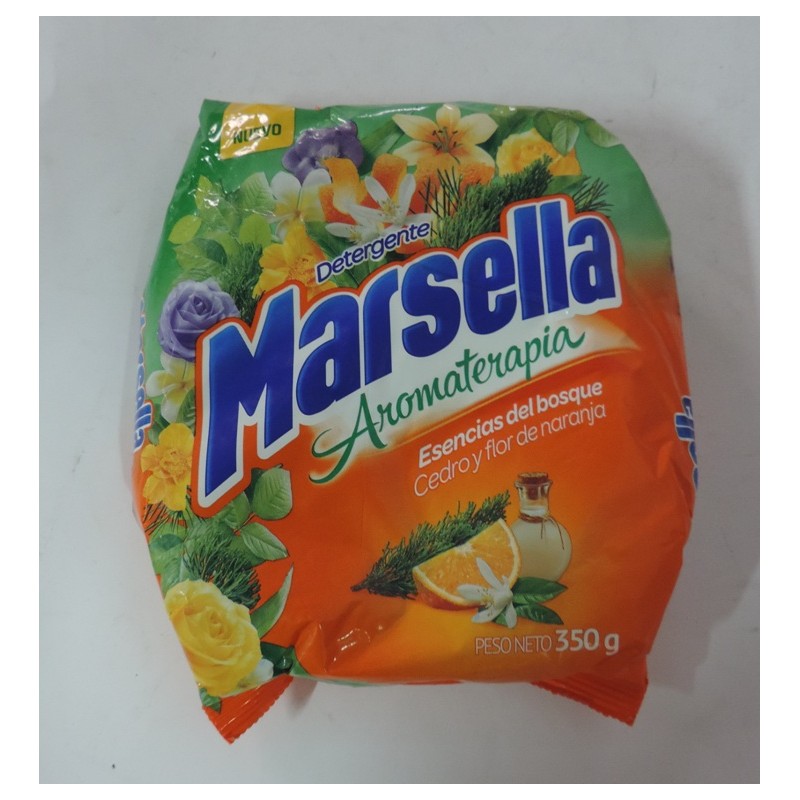 NUEVO
Detergente
Marsella
Aromaterapia
Esencias del bosque
Cedro y flor de naranja
PESO NETO 350 g